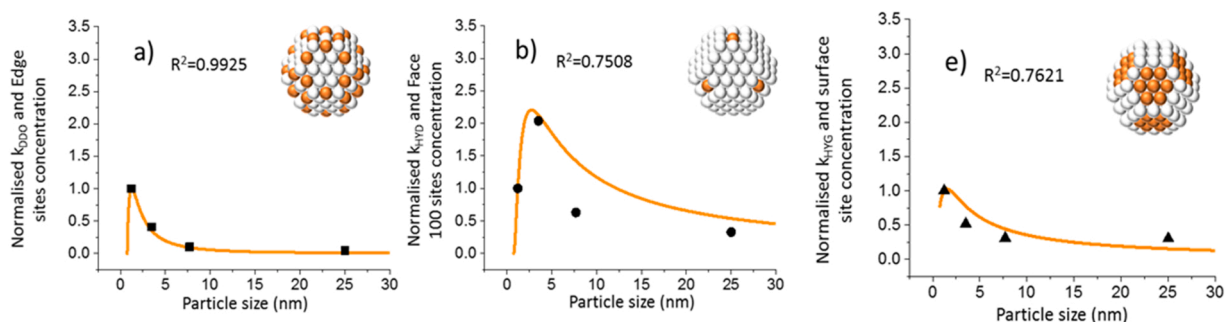 a)
R²=0.9925
Normalised k_DDO and Edge
sites concentration
3.5
3.0
2.5
2.0
1.5
1.0
0.5
0.0
0 5 10 15 20 25 30
Particle size (nm)
b)
R²=0.7508
Normalised k_HYD and Face
100 sites concentration
3.5
3.0
2.5
2.0
1.5
1.0
0.5
0.0
0 5 10 15 20 25 30
Particle size (nm)
e)
R²=0.7621
Normalised k_HYG and surface
site concentration
3.5
3.0
2.5
2.0
1.5
1.0
0.5
0.0
0 5 10 15 20 25 30
Particle size (nm)